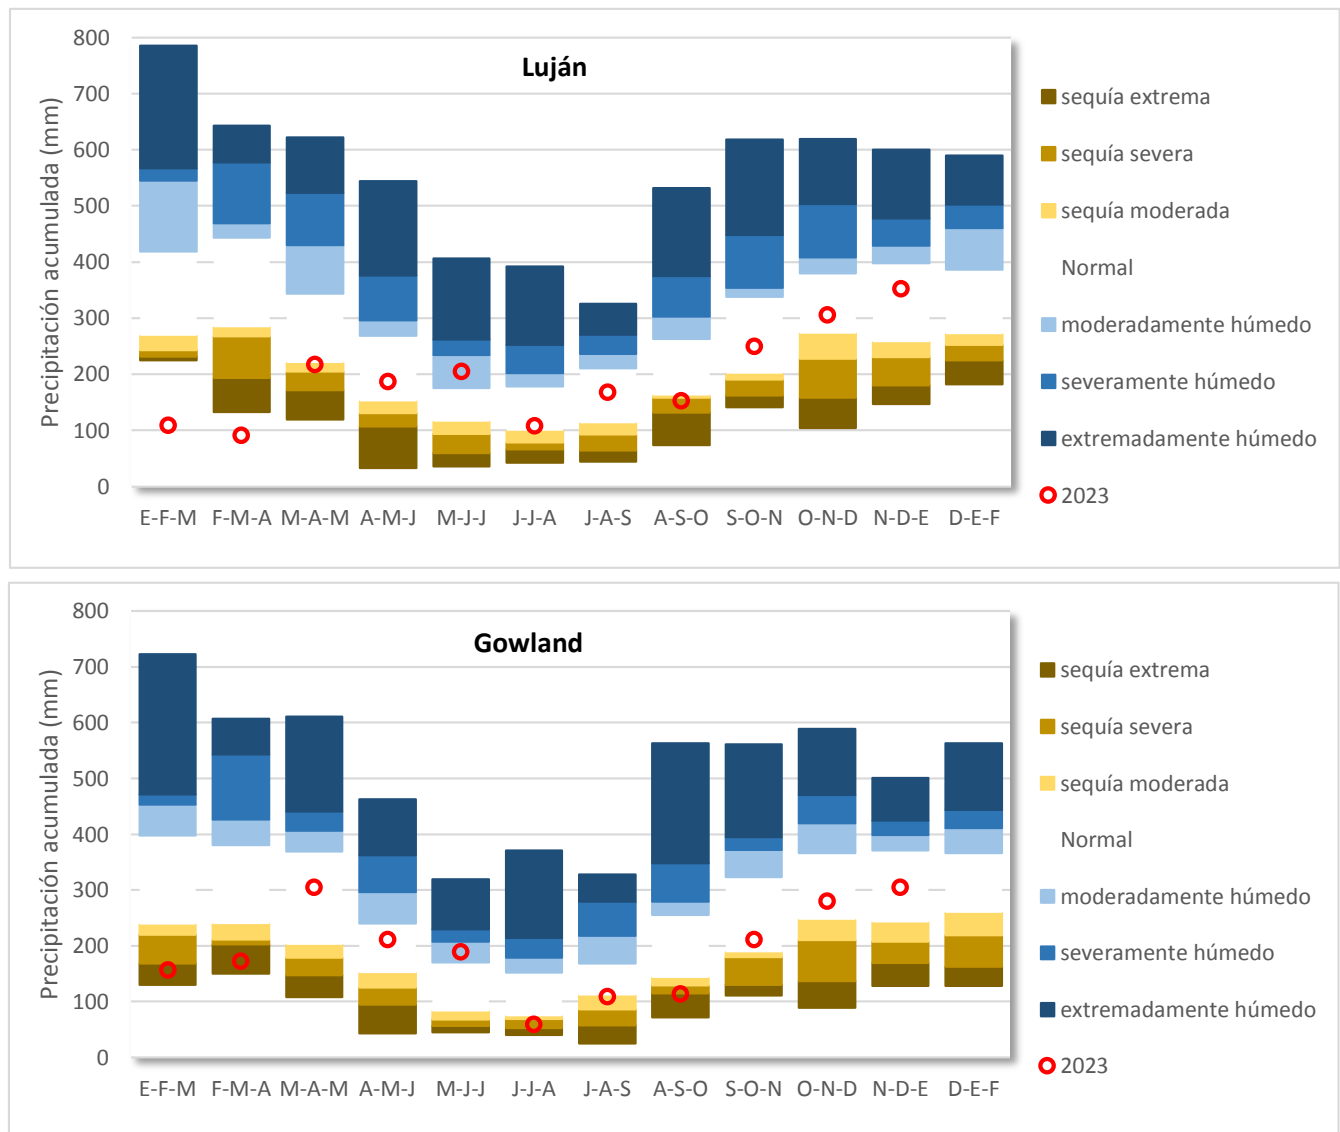 Luján
Precipitación acumulada (mm)
800
700
600
500
400
300
200
100
0
E-F-M F-M-A M-A-M A-M-J M-J-J J-J-A J-A-S A-S-O S-O-N O-N-D N-D-E D-E-F
sequía extrema
sequía severa
sequía moderada
Normal
moderadamente húmedo
severamente húmedo
extremadamente húmedo
2023
Gowland
Precipitación acumulada (mm)
800
700
600
500
400
300
200
100
0
E-F-M F-M-A M-A-M A-M-J M-J-J J-J-A J-A-S A-S-O S-O-N O-N-D N-D-E D-E-F
sequía extrema
sequía severa
sequía moderada
Normal
moderadamente húmedo
severamente húmedo
extremadamente húmedo
2023